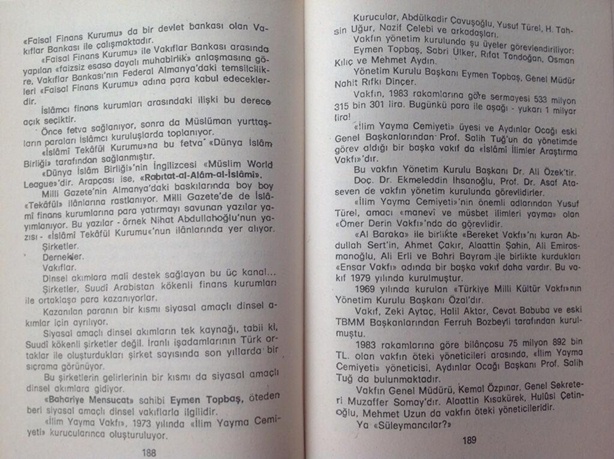 «Faisal Finans Kurumu» da bir devlet bankası olan Va-
kıflar Bankası ile çalışmaktadır.
«Faisal Finans Kurumu» ile Vakıflar Bankası arasında
yapılan «faizsiz esasa dayalı muhabirlik» anlaşmasına gö-
re, Vakıflar Bankası'nın Federal Almanya'daki temsilcilik-
leri «Faisal Finans Kurumu» adına para kabul edecekler-
dir.
İslâmcı finans kurumları arasındaki ilişki bu derece
açık seçiktir.
Önce fetva sağlanıyor, sonra da Müslüman yurttaş-
ların paraları İslâmcı kuruluşlarda toplanıyor.
«İslâmi Tekâfül Kurumu»na bu fetva «Dünya İslâm
Birliği» tarafından sağlanmıştır.
«Dünya İslâm Birliği»'nin İngilizcesi «Müslim World
League»'dir. Arapçası ise, «Rabıtat-al-Alâm-al-İslâmi».
Milli Gazete'nin Almanya'daki baskılarında boy boy
«Tekâfül» ilânlarına rastlanıyor. Milli Gazete'de de İslâ-
mi finans kurumlarına para yatırmayı savunan yazılar ya-
yımlanıyor. Bu yazılar - örnek Nihat Abdullahoğlu'nun ya-
zısı - «İslâmi Tekâfül Kurumu»'nun ilânlarında yer alıyor.
Şirketler.
Dernekler.
Vakıflar.
Dinsel akımlara mali destek sağlayan bu üç kanal...
Şirketler, Suudî Arabistan kökenli finans kurumları
ile ortaklaşa para kazanıyorlar.
Kazanılan paranın bir kısmı siyasal amaçlı dinsel a-
kımlar için ayrılıyor.
Siyasal amaçlı dinsel akımların tek kaynağı, tabii ki,
Suudî kökenli şirketler değil. İranlı işadamlarının Türk or-
taklar ile oluşturdukları şirket sayısında son yıllarda bir
sıçrama görünüyor.
Bu şirketlerin gelirlerinin bir kısmı da siyasal amaçlı
dinsel akımlara gidiyor.
«Bahariye Mensucat» sahibi Eymen Topbaş, öteden
beri siyasal amaçlı dinsel vakıflarla ilgilidir.
«İlim Yayma Vakfı», 1973 yılında «İlim Yayma Cemi-
yeti» kurucularınca oluşturuluyor.
188
Kurucular, Abdülkadir Çavuşoğlu, Yusuf Türel, H. Tah-
sin Uğur, Nazif Çelebi ve arkadaşları.
Vakfın yönetim kurulunda şu üyeler görevlendiriliyor:
Eymen Topbaş, Sabri Ülker, Rıfat Tandoğan, Osman
Kılıç ve Mehmet Aydın.
Yönetim Kurulu Başkanı Eymen Topbaş, Genel Müdür
Nahit Rıfkı Dinçer.
Vakfın, 1983 rakamlarına göre sermayesi 533 milyon
315 bin 301 lira. Bugünkü para ile aşağı - yukarı 1 milyar
lira!
«İlim Yayma Cemiyeti» üyesi ve Aydınlar Ocağı eski
Genel Başkanlarından Prof. Salih Tuğ'un da yönetimde
görev aldığı bir başka vakıf da «İslâmi İlimler Araştırma
Vakfı»'dır.
Bu vakfın Yönetim Kurulu Başkanı Dr. Ali Özek'tir.
Doç. Dr. Ekmeleddin İhsanoğlu, Prof. Dr. Asaf Ata-
seven de vakfın yönetim kurulunda görevlidirler.
«İlim Yayma Cemiyeti»'nin önemli adlarından Yusuf
Türel, amacı «manevî ve müsbet ilimleri yayma» olan
«Ömer Derin Vakfı»'nda da görevlidir.
«Al Baraka» ile birlikte «Bereket Vakfı»'nı kuran Ab-
dullah Sert'in, Ahmet Çakır, Alaattin Şahin, Ali Emiros-
manoğlu, Ali Erli ve Bahri Bayram ile birlikte kurdukları
«Ensar Vakfı» adında bir başka vakıf daha vardır. Bu va-
kıf 1979 yılında kurulmuştur.
1969 yılında kurulan «Türkiye Milli Kültür Vakfı»nın
Yönetim Kurulu Başkanı Özal'dır.
Vakıf, Zeki Aytaç, Halil Aktar, Cevat Babuba ve eski
TBMM Başkanlarından Ferruh Bozbeyli tarafından kurul-
muştu.
1983 rakamlarına göre bilânçosu 75 milyon 892 bin
TL. olan vakfın öteki yöneticileri arasında, «İlim Yayma
Cemiyeti» yöneticisi, Aydınlar Ocağı Başkanı Prof. Salih
Tuğ da bulunmaktadır.
Vakfın Genel Müdürü, Kemal Özpınar, Genel Sekrete-
ri Muzaffer Somay'dır. Alaattin Kısakürek, Hulûsi Çetin-
oğlu, Mehmet Uzun da vakfın öteki yöneticileridir.
Ya «Süleymancılar?»
189